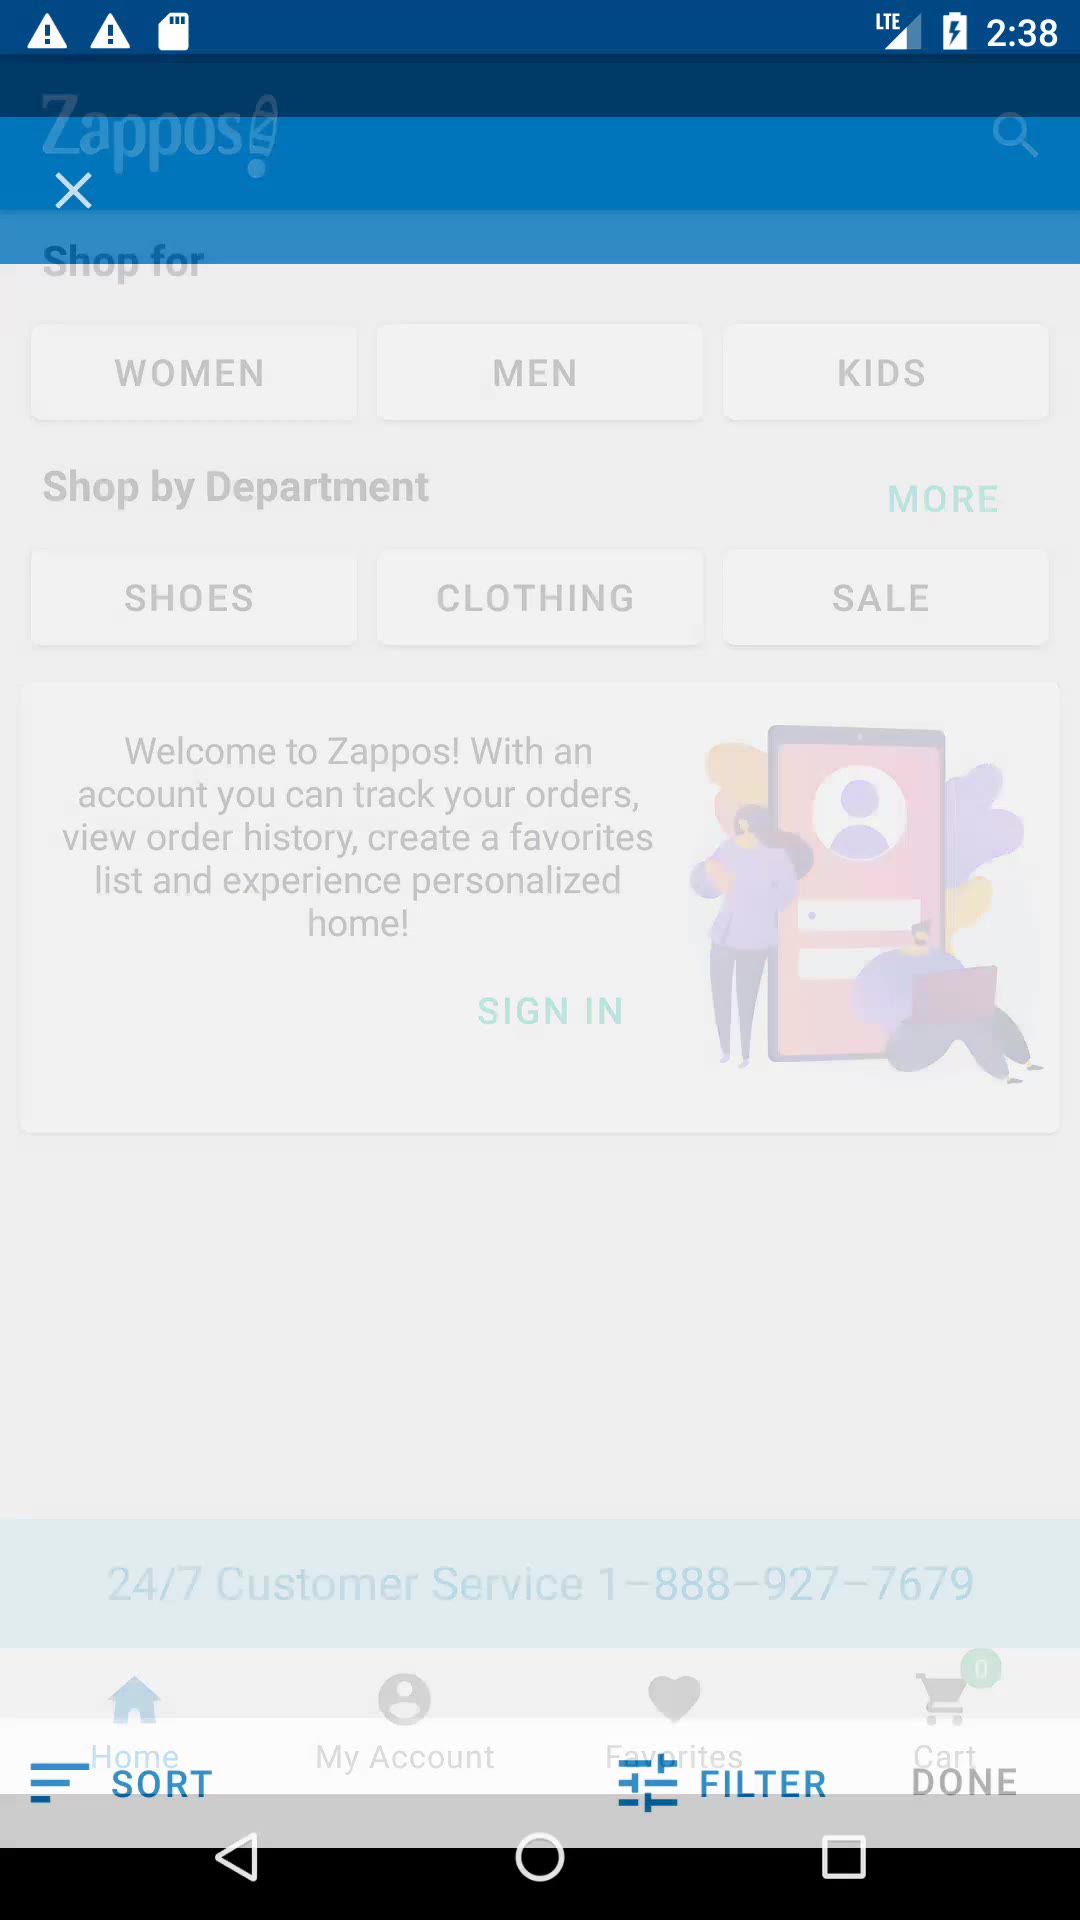 LTE 2:38
Zappos
Shop for
WOMEN MEN KIDS
Shop by Department MORE
SHOES CLOTHING SALE
Welcome to Zappos! With an
account you can track your orders,
view order history, create a favorites
list and experience personalized
home!
SIGN IN
24/7 Customer Service 1-888-927-7679
0
Home My Account Favorites Cart
SORT FILTER DONE